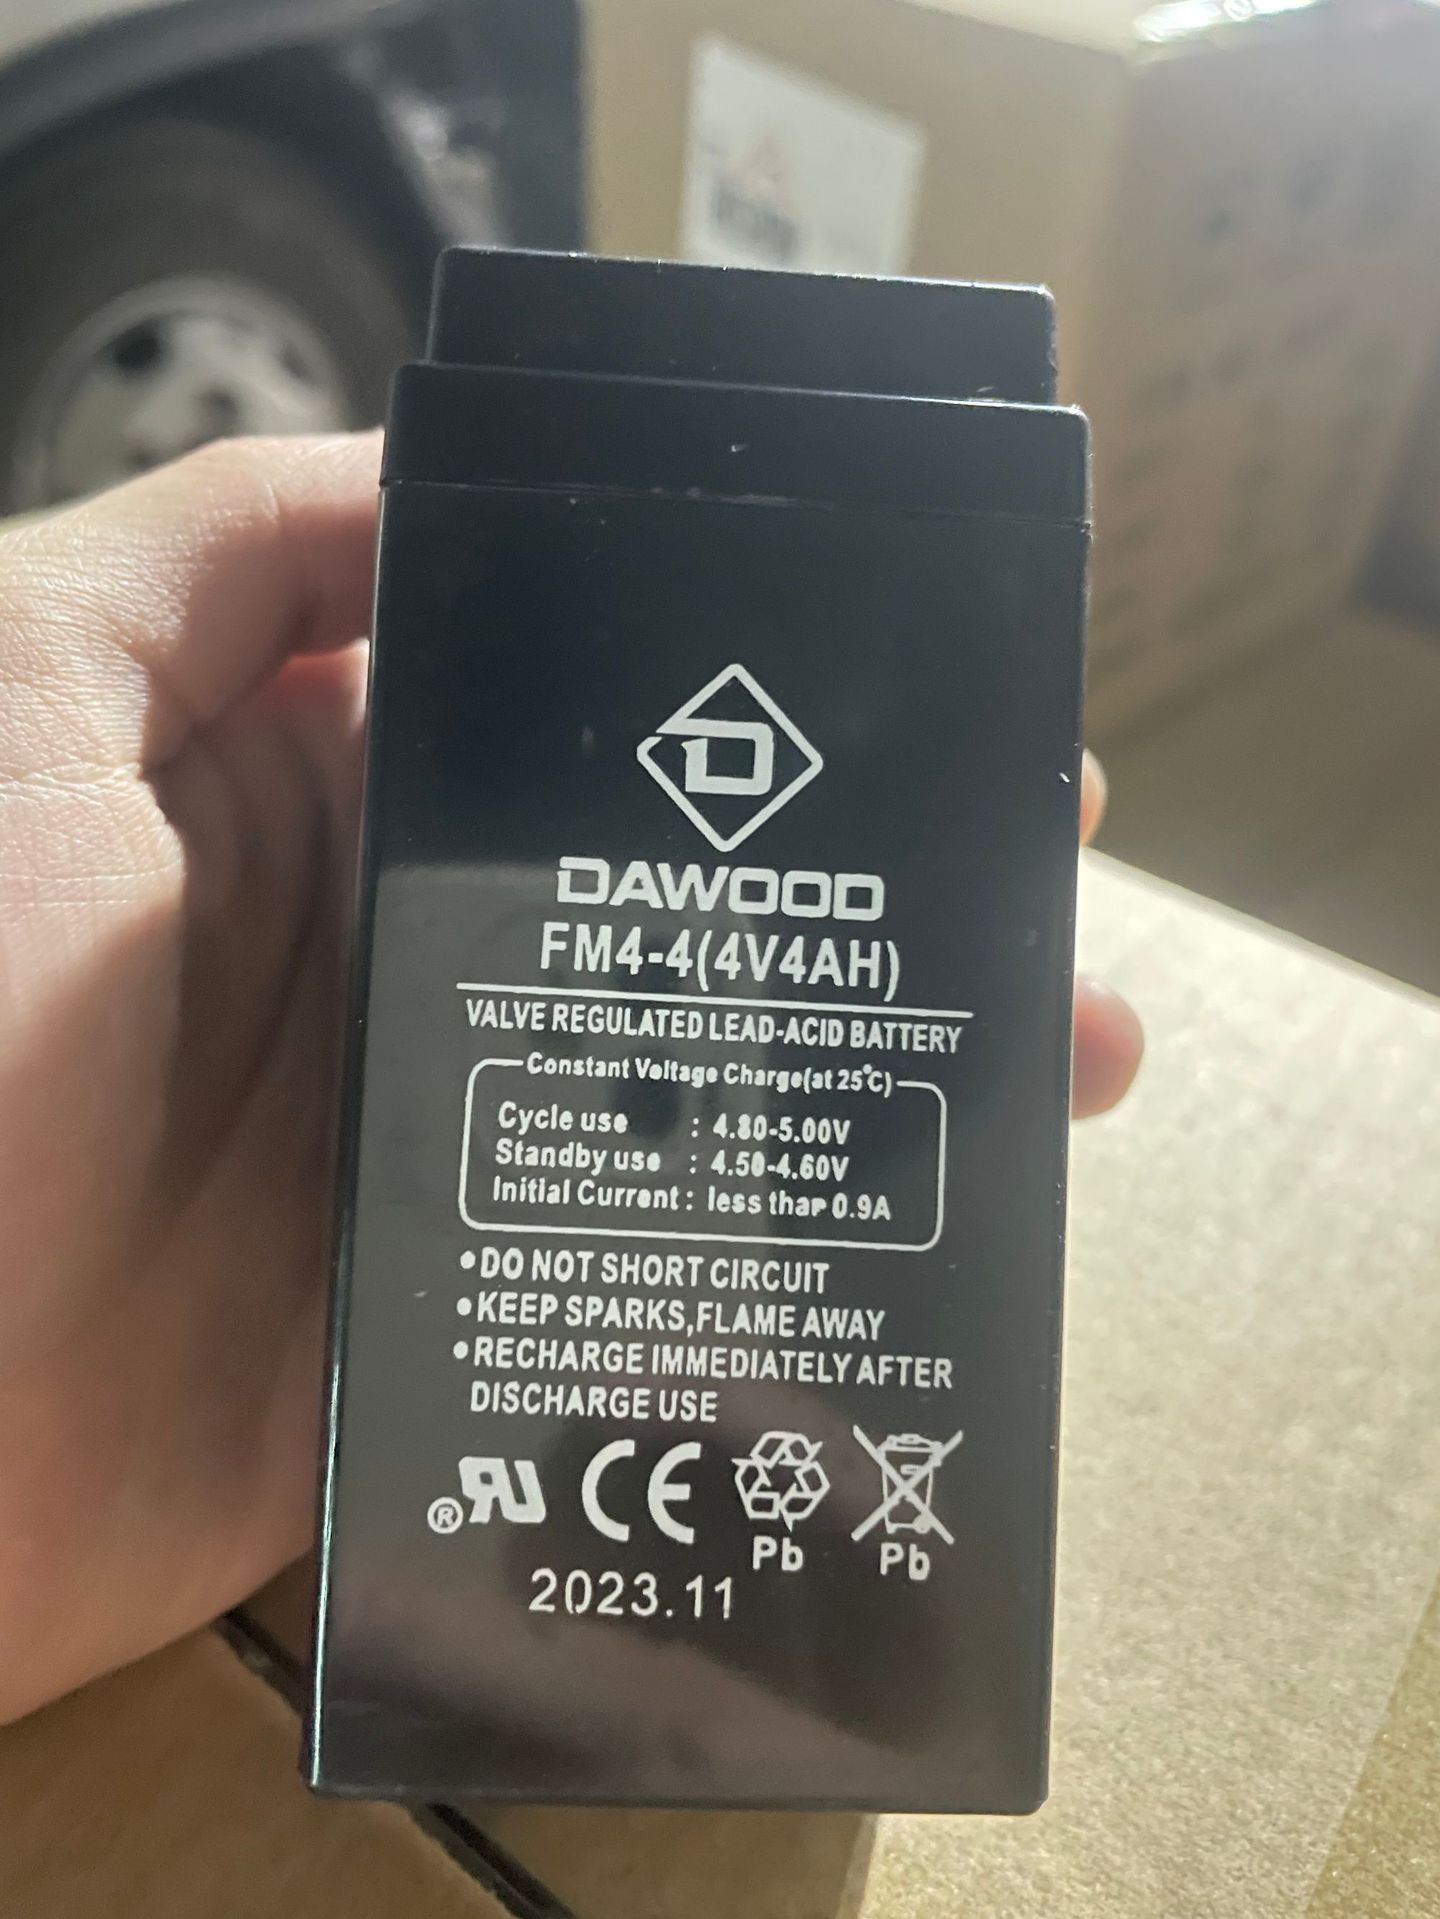 DAWOOD
FM4-4(4V4AH)
VALVE REGULATED LEAD-ACID BATTERY
Constant Voltage Charge(at 25℃)
Cycle use : 4.80-5.00V
Standby use : 4.50-4.60V
Initial Current: less than 0.9A
•DO NOT SHORT CIRCUIT
•KEEP SPARKS,FLAME AWAY
•RECHARGE IMMEDIATELY AFTER
DISCHARGE USE
® CE
Pb Pb
2023.11